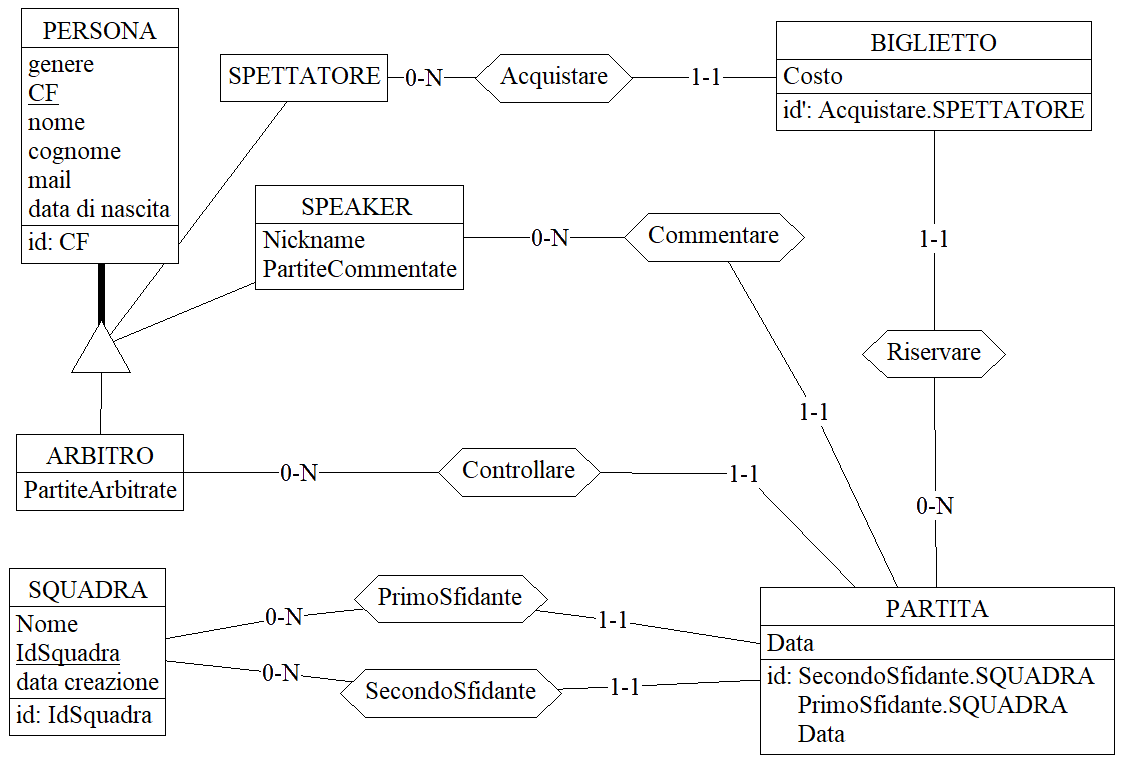 PERSONA
genere
CF
nome
cognome
mail
data di nascita
id: CF
SPETTATORE
0-N
Acquistare
1-1
BIGLIETTO
Costo
id': Acquistare.SPETTATORE
SPEAKER
Nickname
PartiteCommentate
0-N
Commentare
1-1
1-1
Riservare
0-N
ARBITRO
PartiteArbitrate
0-N
Controllare
1-1
SQUADRA
Nome
IdSquadra
data creazione
id: IdSquadra
0-N
PrimoSfidante
1-1
0-N
SecondoSfidante
1-1
PARTITA
Data
id: SecondoSfidante.SQUADRA
PrimoSfidante.SQUADRA
Data